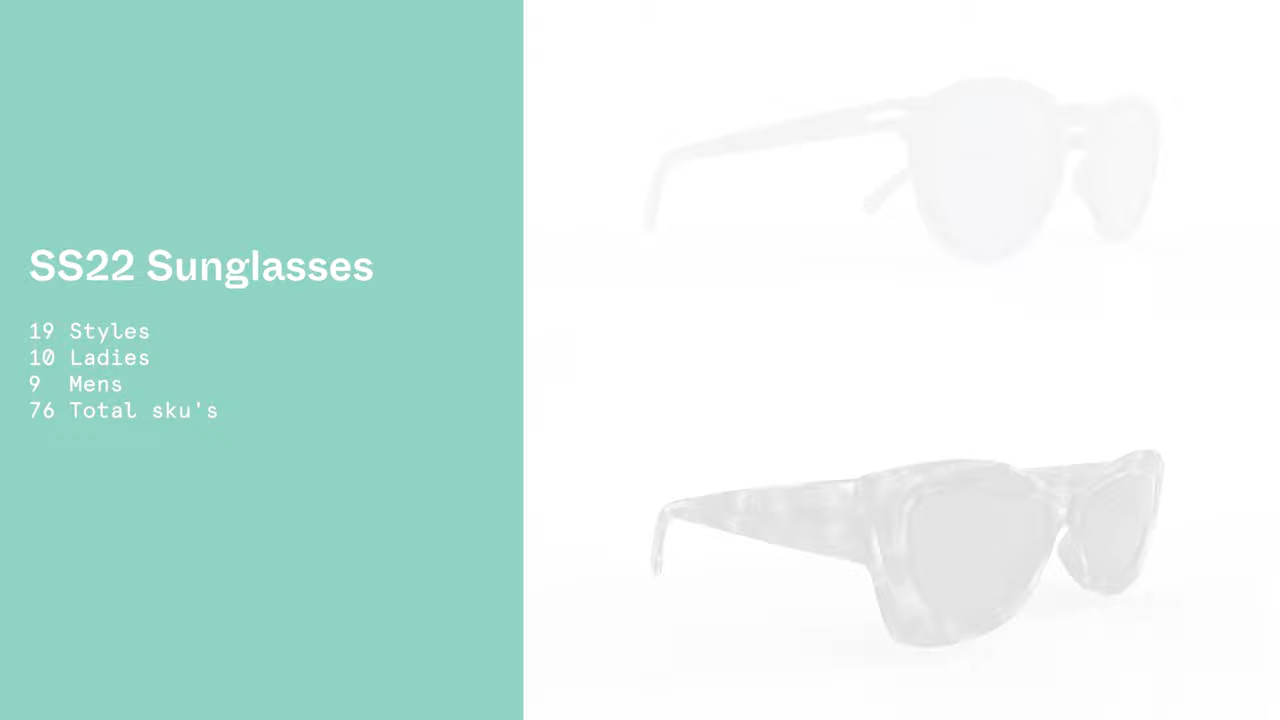 SS22 Sunglasses
19 Styles
10 Ladies
9 Mens
76 Total sku's